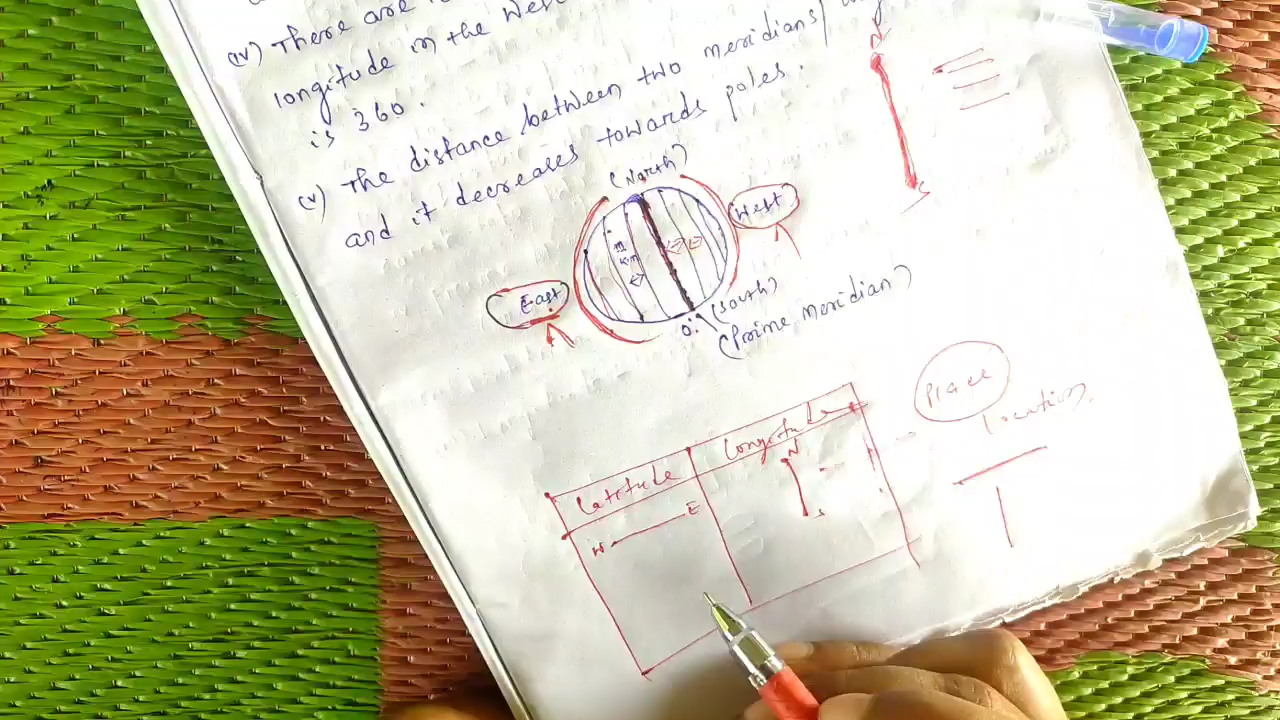 (iv) There are
longitude in the West
is 360.
(v) The distance between two meridians/
and it decreases towards poles.
(North)
West
East
0° (South)
(Prime meridian)
N
S
Place
location
Latitude Longitude
W E
N
S